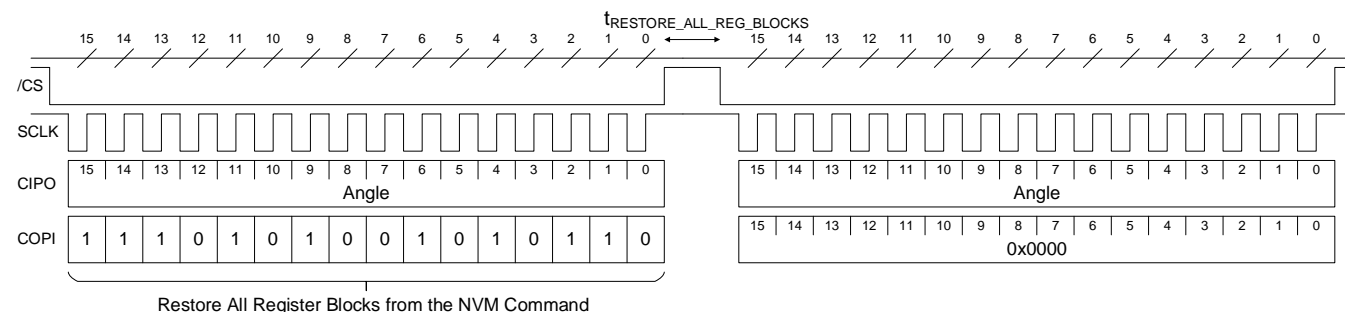 tRESTORE_ALL_REG_BLOCKS
15 14 13 12 11 10 9 8 7 6 5 4 3 2 1 0 15 14 13 12 11 10 9 8 7 6 5 4 3 2 1 0
/CS
SCLK
CIPO 15 14 13 12 11 10 9 8 7 6 5 4 3 2 1 0 15 14 13 12 11 10 9 8 7 6 5 4 3 2 1 0
Angle Angle
COPI 1 1 1 0 1 0 1 0 0 1 0 1 0 1 1 0 15 14 13 12 11 10 9 8 7 6 5 4 3 2 1 0
0x0000
Restore All Register Blocks from the NVM Command